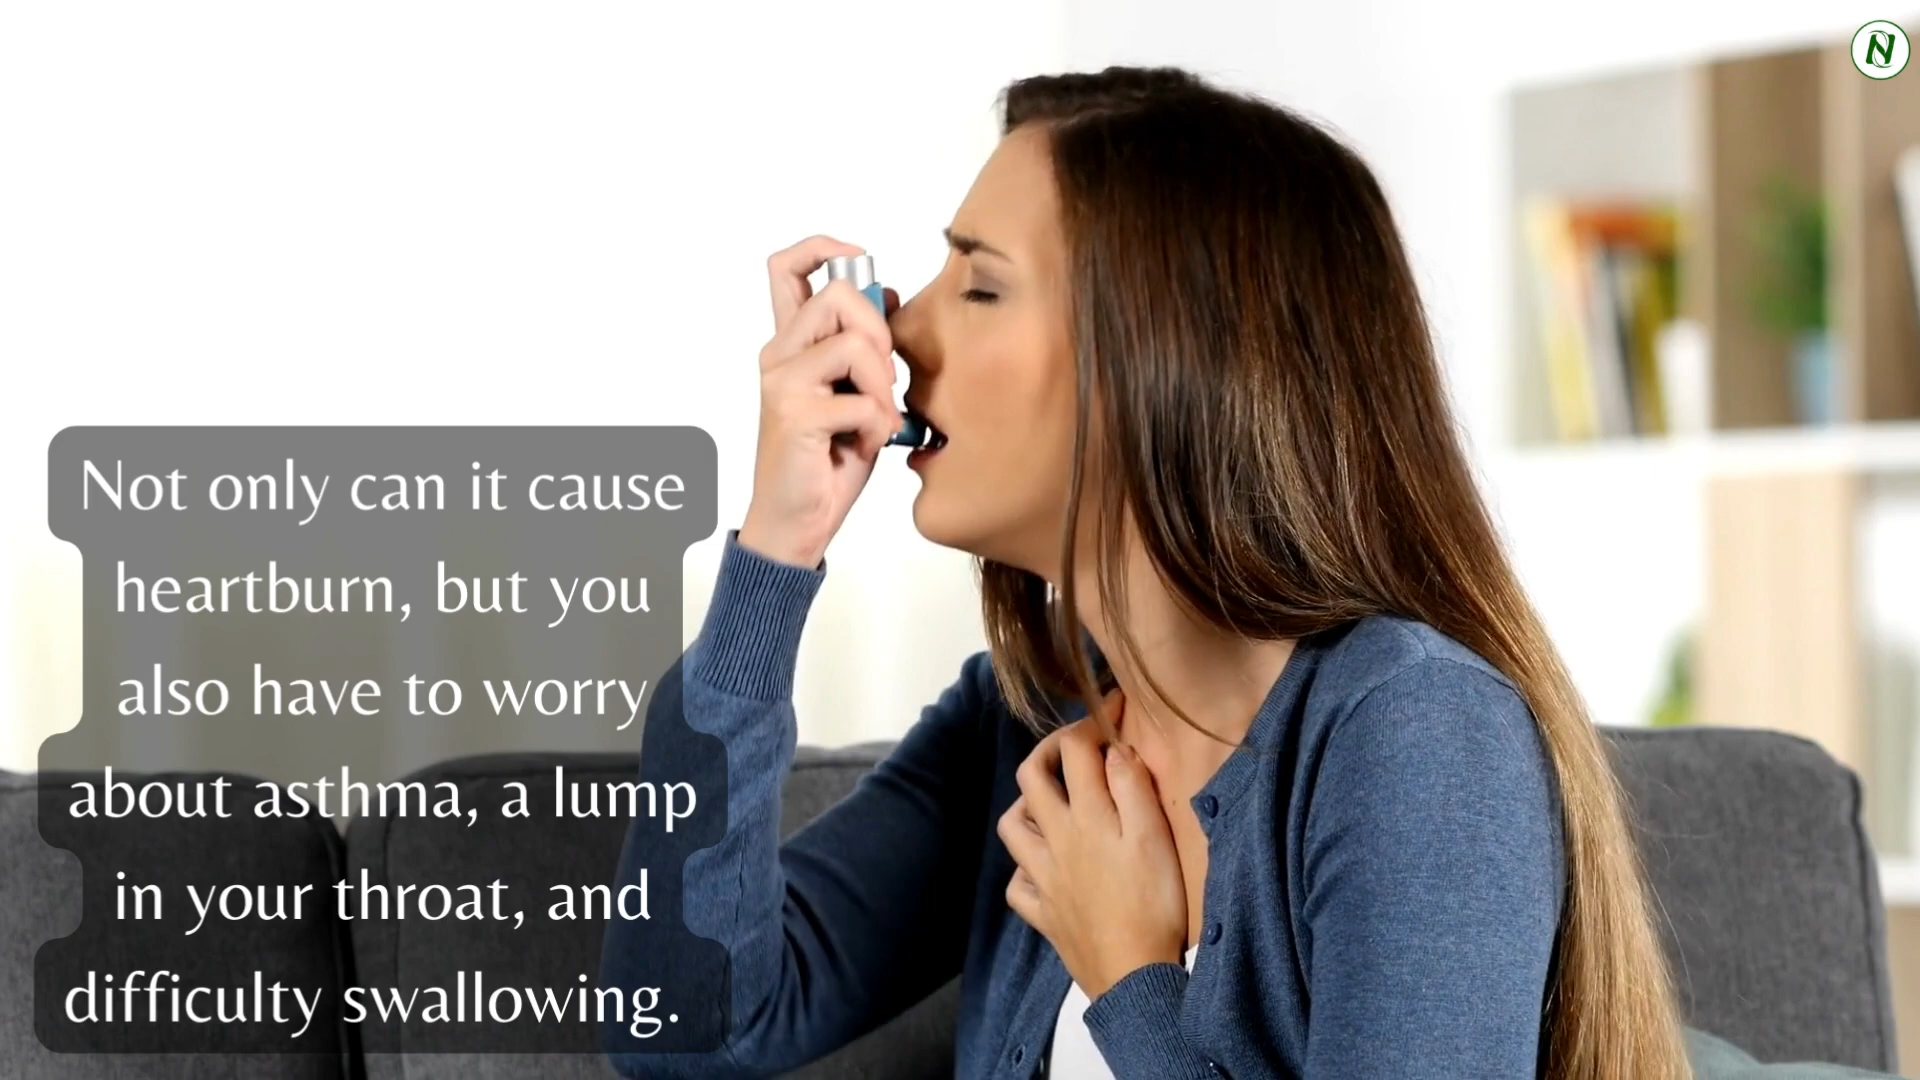 N
Not only can it cause
heartburn, but you
also have to worry
about asthma, a lump
in your throat, and
difficulty swallowing.